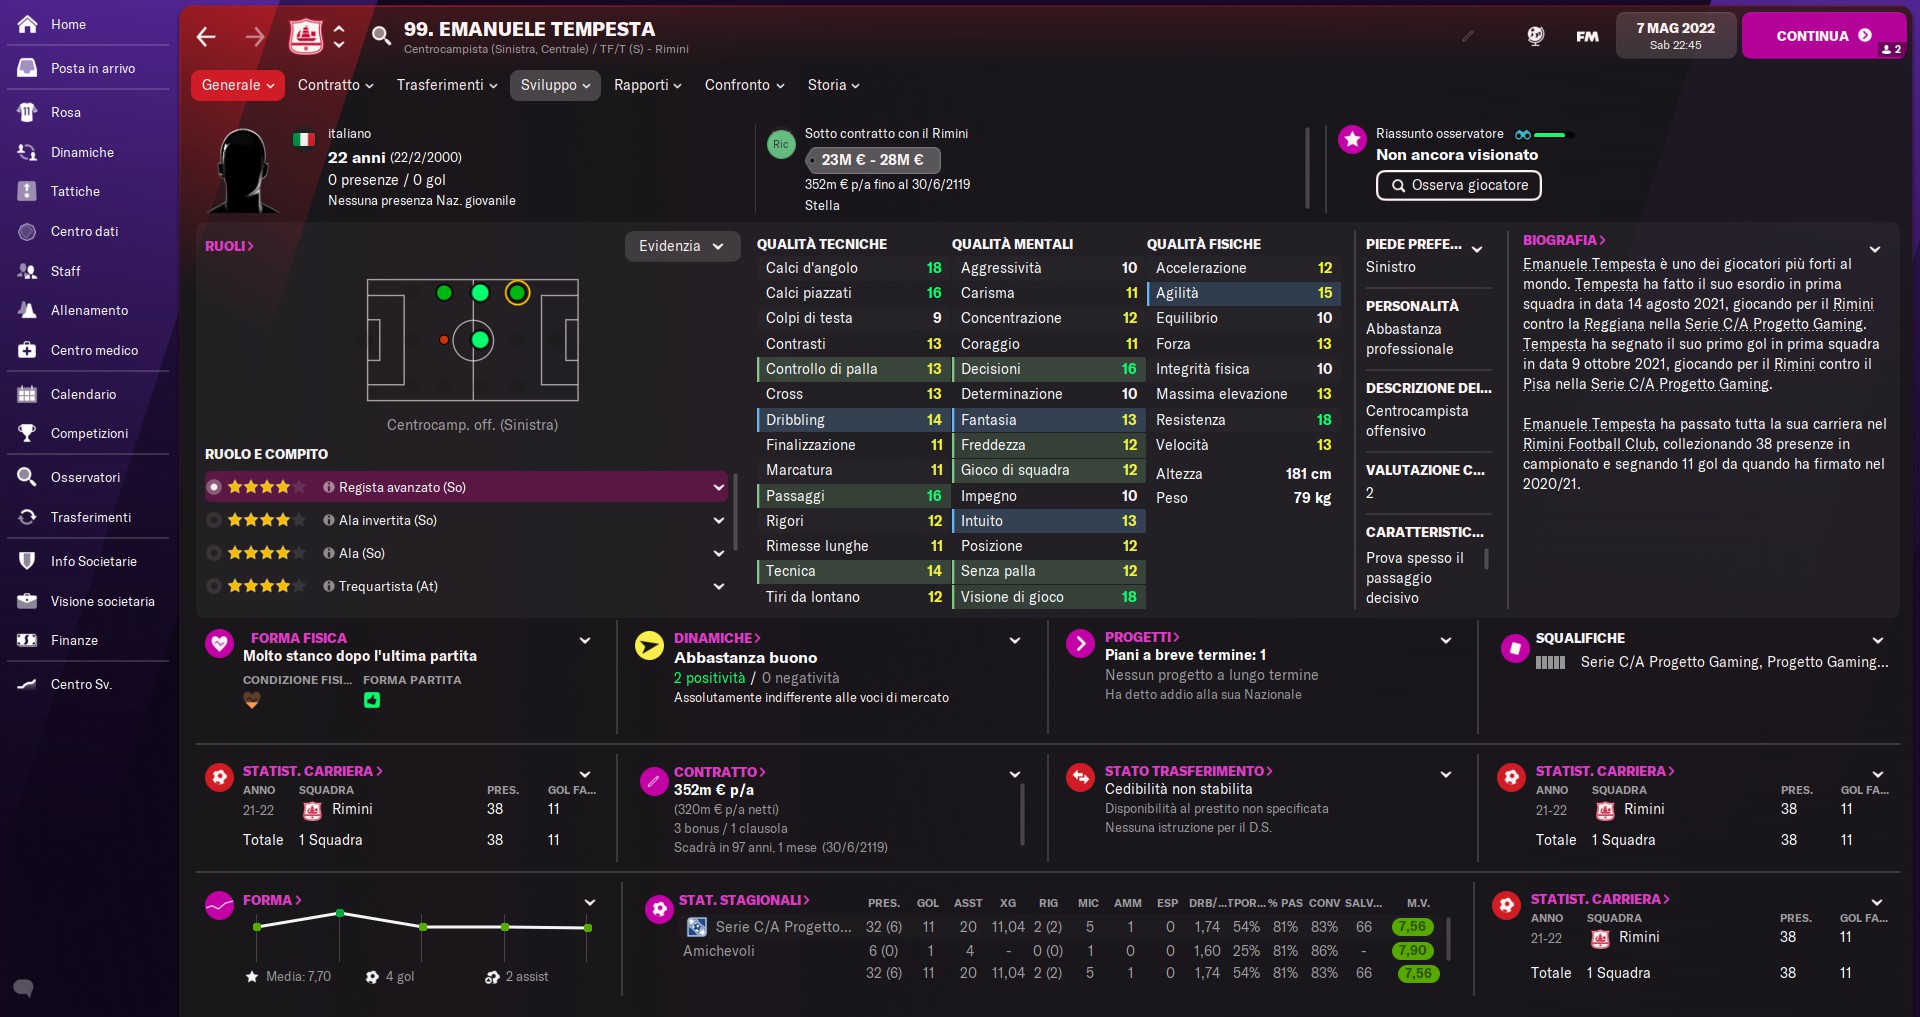 Home
Posta in arrivo
Rosa
Dinamiche
Tattiche
Centro dati
Staff
Allenamento
Centro medico
Calendario
Competizioni
Osservatori
Trasferimenti
Info Societarie
Visione societaria
Finanze
Centro Sv.
99. EMANUELE TEMPESTA
Centrocampista (Sinistra, Centrale) / TF/T (S) - Rimini
FM
7 MAG 2022
Sab 22:45
CONTINUA
2
Generale
Contratto
Trasferimenti
Sviluppo
Rapporti
Confronto
Storia
italiano
22 anni (22/2/2000)
0 presenze / 0 gol
Nessuna presenza Naz. giovanile
Ric
Sotto contratto con il Rimini
23M € - 28M €
352m € p/a fino al 30/6/2119
Stella
Riassunto osservatore
Non ancora visionato
Osserva giocatore
RUOLI
Evidenzia
Centrocamp. off. (Sinistra)
RUOLO E COMPITO
Regista avanzato (So)
Ala invertita (So)
Ala (So)
Trequartista (At)
QUALITÀ TECNICHE
Calci d'angolo 18
Calci piazzati 16
Colpi di testa 9
Contrasti 13
Controllo di palla 13
Cross 13
Dribbling 14
Finalizzazione 11
Marcatura 11
Passaggi 16
Rigori 12
Rimesse lunghe 11
Tecnica 14
Tiri da lontano 12
QUALITÀ MENTALI
Aggressività 10
Carisma 11
Concentrazione 12
Coraggio 11
Decisioni 16
Determinazione 10
Fantasia 13
Freddezza 12
Gioco di squadra 12
Impegno 10
Intuito 13
Posizione 12
Senza palla 12
Visione di gioco 18
QUALITÀ FISICHE
Accelerazione 12
Agilità 15
Equilibrio 10
Forza 13
Integrità fisica 10
Massima elevazione 13
Resistenza 18
Velocità 13
Altezza 181 cm
Peso 79 kg
PIEDE PREFE...
Sinistro
PERSONALITÀ
Abbastanza
professionale
DESCRIZIONE DEI...
Centrocampista
offensivo
VALUTAZIONE C...
2
CARATTERISTIC...
Prova spesso il
passaggio
decisivo
BIOGRAFIA
Emanuele Tempesta è uno dei giocatori più forti al
mondo. Tempesta ha fatto il suo esordio in prima
squadra in data 14 agosto 2021, giocando per il Rimini
contro la Reggiana nella Serie C/A Progetto Gaming.
Tempesta ha segnato il suo primo gol in prima squadra
in data 9 ottobre 2021, giocando per il Rimini contro il
Pisa nella Serie C/A Progetto Gaming.
Emanuele Tempesta ha passato tutta la sua carriera nel
Rimini Football Club, collezionando 38 presenze in
campionato e segnando 11 gol da quando ha firmato nel
2020/21.
FORMA FISICA
Molto stanco dopo l'ultima partita
CONDIZIONE FISI... FORMA PARTITA
DINAMICHE
Abbastanza buono
2 positività / 0 negatività
Assolutamente indifferente alle voci di mercato
PROGETTI
Piani a breve termine: 1
Nessun progetto a lungo termine
Ha detto addio alla sua Nazionale
SQUALIFICHE
Serie C/A Progetto Gaming, Progetto Gaming...
STATIST. CARRIERA
ANNO SQUADRA PRES. GOL FA...
21-22 Rimini 38 11
Totale 1 Squadra 38 11
CONTRATTO
352m € p/a
(320m € p/a netti)
3 bonus / 1 clausola
Scadrà in 97 anni, 1 mese (30/6/2119)
STATO TRASFERIMENTO
Cedibilità non stabilita
Disponibilità al prestito non specificata
Nessuna istruzione per il D.S.
STATIST. CARRIERA
ANNO SQUADRA PRES. GOL FA...
21-22 Rimini 38 11
Totale 1 Squadra 38 11
FORMA
Media: 7,70 4 gol 2 assist
STAT. STAGIONALI PRES. GOL ASST XG RIG MIC AMM ESP DRB/... TPOR... % PAS CONV SALV... M.V.
Serie C/A Progetto... 32 (6) 11 20 11,04 2 (2) 5 1 0 1,74 54% 81% 83% 66 7,56
Amichevoli 6 (0) 1 4 - 0 (0) 1 0 0 1,60 25% 81% 86% - 7,90
32 (6) 11 20 11,04 2 (2) 5 1 0 1,74 54% 81% 83% 66 7,56
STATIST. CARRIERA
ANNO SQUADRA PRES. GOL FA...
21-22 Rimini 38 11
Totale 1 Squadra 38 11